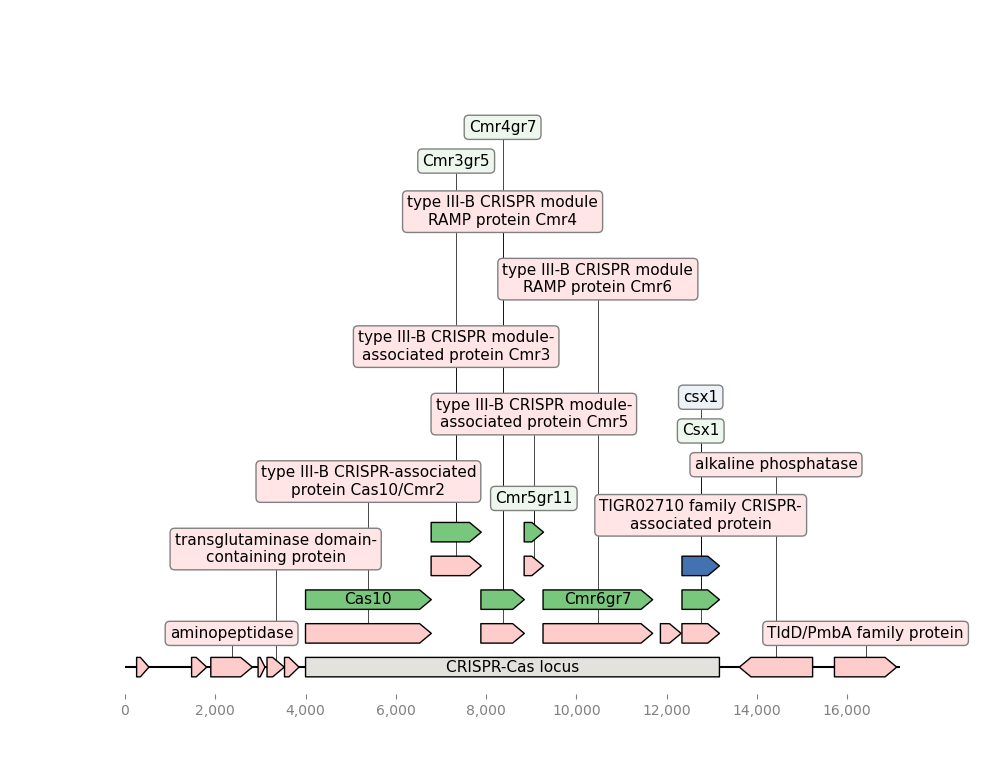 Cmr4gr7
Cmr3gr5
type III-B CRISPR module
RAMP protein Cmr4
type III-B CRISPR module
RAMP protein Cmr6
type III-B CRISPR module-
associated protein Cmr3
csx1
type III-B CRISPR module-
associated protein Cmr5
Csx1
alkaline phosphatase
type III-B CRISPR-associated
protein Cas10/Cmr2
Cmr5gr11
TIGR02710 family CRISPR-
associated protein
transglutaminase domain-
containing protein
Cas10
Cmr6gr7
aminopeptidase
TldD/PmbA family protein
CRISPR-Cas locus
0 2,000 4,000 6,000 8,000 10,000 12,000 14,000 16,000